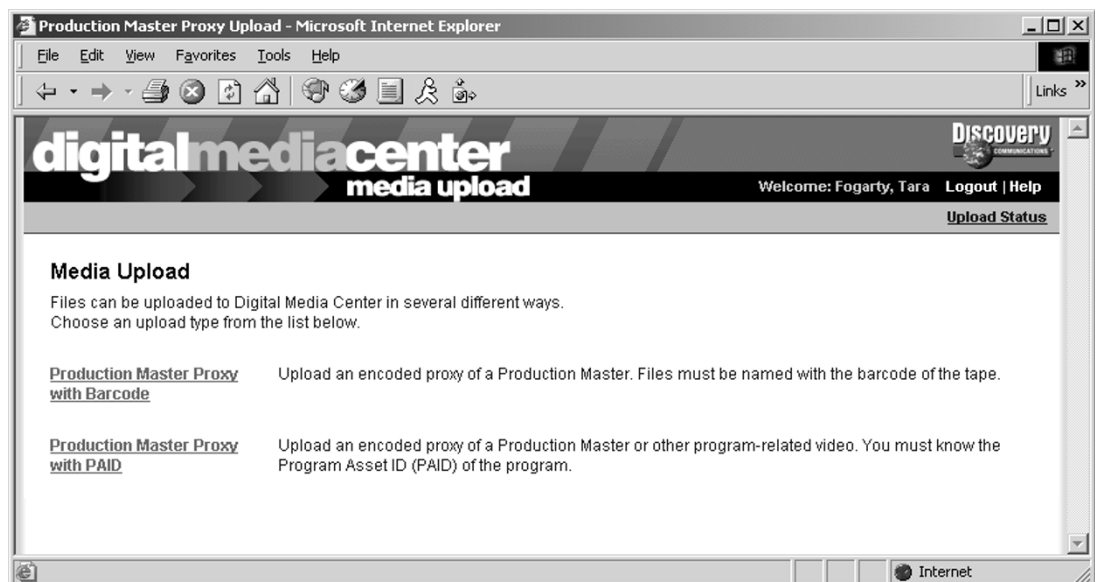 Production Master Proxy Upload - Microsoft Internet Explorer
File Edit View Favorites Tools Help
Links »
digitalmediacenter
media upload
Discovery
COMMUNICATIONS
Welcome: Fogarty, Tara Logout | Help
Upload Status
Media Upload
Files can be uploaded to Digital Media Center in several different ways.
Choose an upload type from the list below.
Production Master Proxy
with Barcode
Upload an encoded proxy of a Production Master. Files must be named with the barcode of the tape.
Production Master Proxy
with PAID
Upload an encoded proxy of a Production Master or other program-related video. You must know the
Program Asset ID (PAID) of the program.
Internet